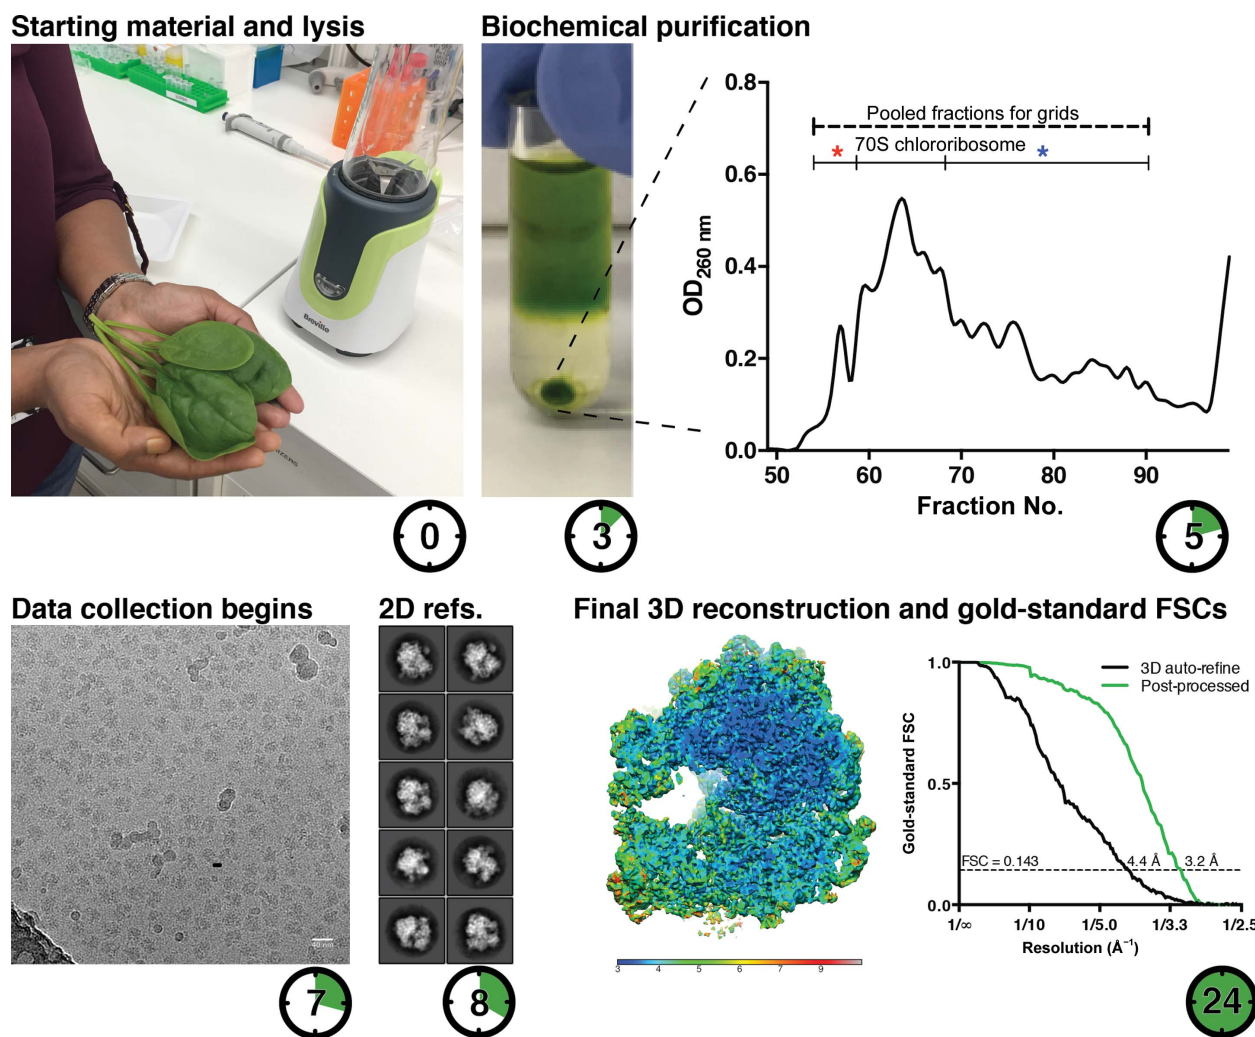 Starting material and lysis
Biochemical purification
Breville
0.8
0.6
0.4
0.2
0.0
OD260 nm
Pooled fractions for grids
* 70S chlororibosome *
50 60 70 80 90
Fraction No.
0
3
5
Data collection begins
2D refs.
Final 3D reconstruction and gold-standard FSCs
40 nm
3 4 5 6 7 9
1.0
0.5
0.0
Gold-standard FSC
3D auto-refine
Post-processed
FSC = 0.143
4.4 Å
3.2 Å
1/∞ 1/10 1/5.0 1/3.3 1/2.5
Resolution (Å⁻¹)
7
8
24